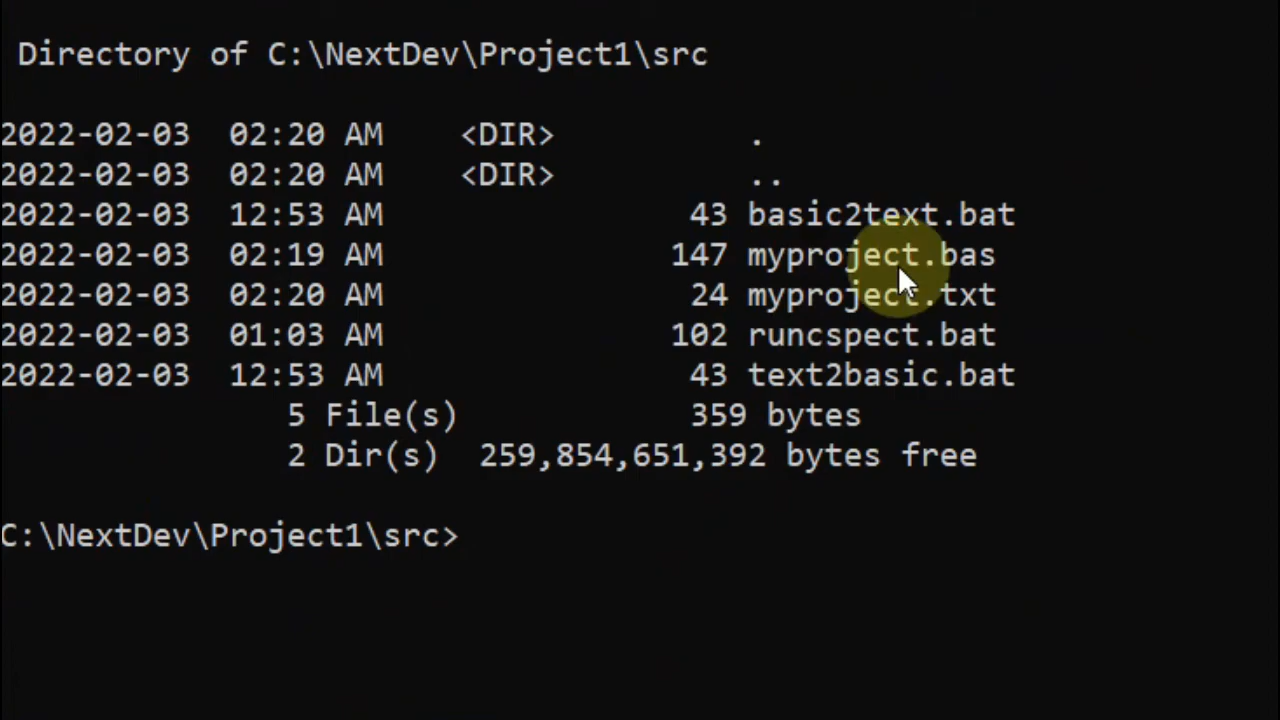 Directory of C:\NextDev\Project1\src
2022-02-03  02:20 AM    <DIR>          .
2022-02-03  02:20 AM    <DIR>          ..
2022-02-03  12:53 AM                43 basic2text.bat
2022-02-03  02:19 AM               147 myproject.bas
2022-02-03  02:20 AM                24 myproject.txt
2022-02-03  01:03 AM               102 runcspect.bat
2022-02-03  12:53 AM                43 text2basic.bat
               5 File(s)            359 bytes
               2 Dir(s)  259,854,651,392 bytes free
C:\NextDev\Project1\src>